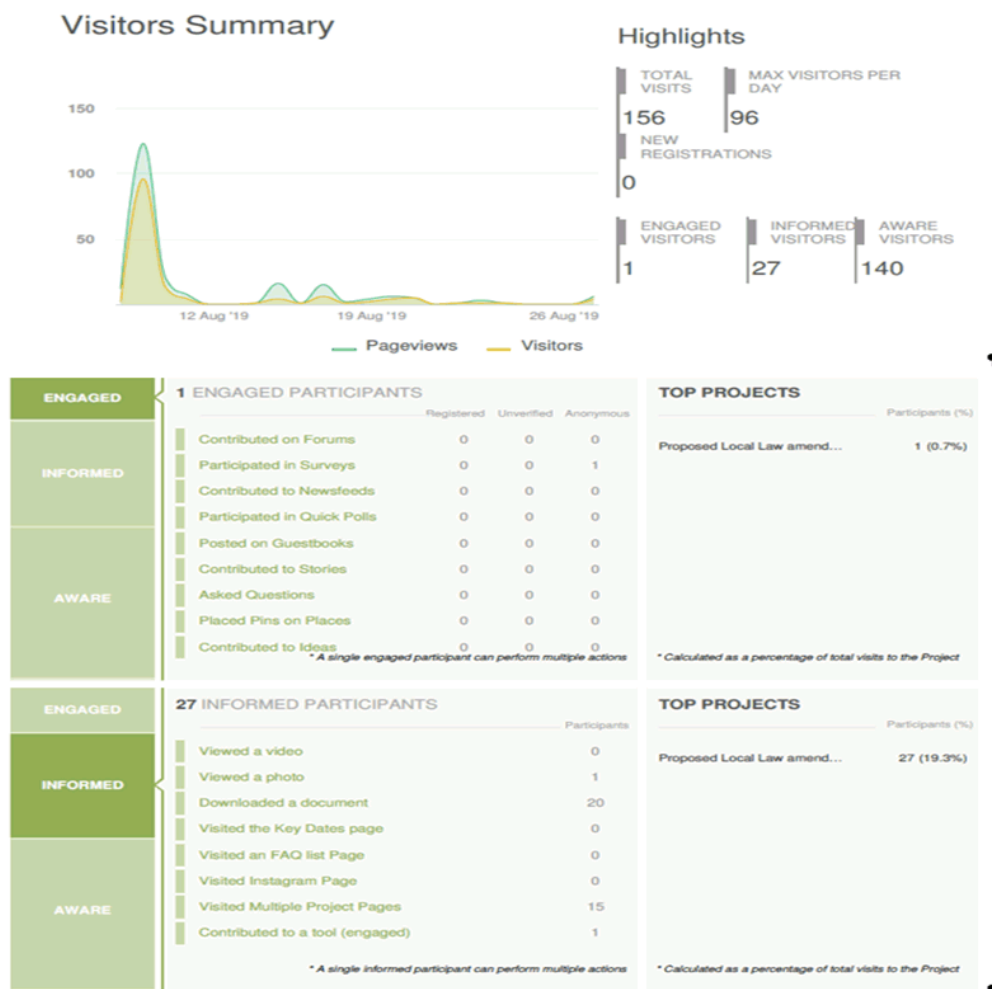 Visitors Summary
Highlights
TOTAL VISITS
156
MAX VISITORS PER DAY
96
NEW REGISTRATIONS
0
ENGAGED VISITORS
1
INFORMED VISITORS
27
AWARE VISITORS
140
150
100
50
12 Aug '19
19 Aug '19
26 Aug '19
Pageviews
Visitors
ENGAGED
INFORMED
AWARE
1 ENGAGED PARTICIPANTS
Registered Unverified Anonymous
Contributed on Forums 0 0 0
Participated in Surveys 0 0 1
Contributed to Newsfeeds 0 0 0
Participated in Quick Polls 0 0 0
Posted on Guestbooks 0 0 0
Contributed to Stories 0 0 0
Asked Questions 0 0 0
Placed Pins on Places 0 0 0
Contributed to Ideas 0 0 0
* A single engaged participant can perform multiple actions
TOP PROJECTS
Participants (%)
Proposed Local Law amend... 1 (0.7%)
* Calculated as a percentage of total visits to the Project
ENGAGED
INFORMED
AWARE
27 INFORMED PARTICIPANTS
Participants
Viewed a video 0
Viewed a photo 1
Downloaded a document 20
Visited the Key Dates page 0
Visited an FAQ list Page 0
Visited Instagram Page 0
Visited Multiple Project Pages 15
Contributed to a tool (engaged) 1
* A single informed participant can perform multiple actions
TOP PROJECTS
Participants (%)
Proposed Local Law amend... 27 (19.3%)
* Calculated as a percentage of total visits to the Project